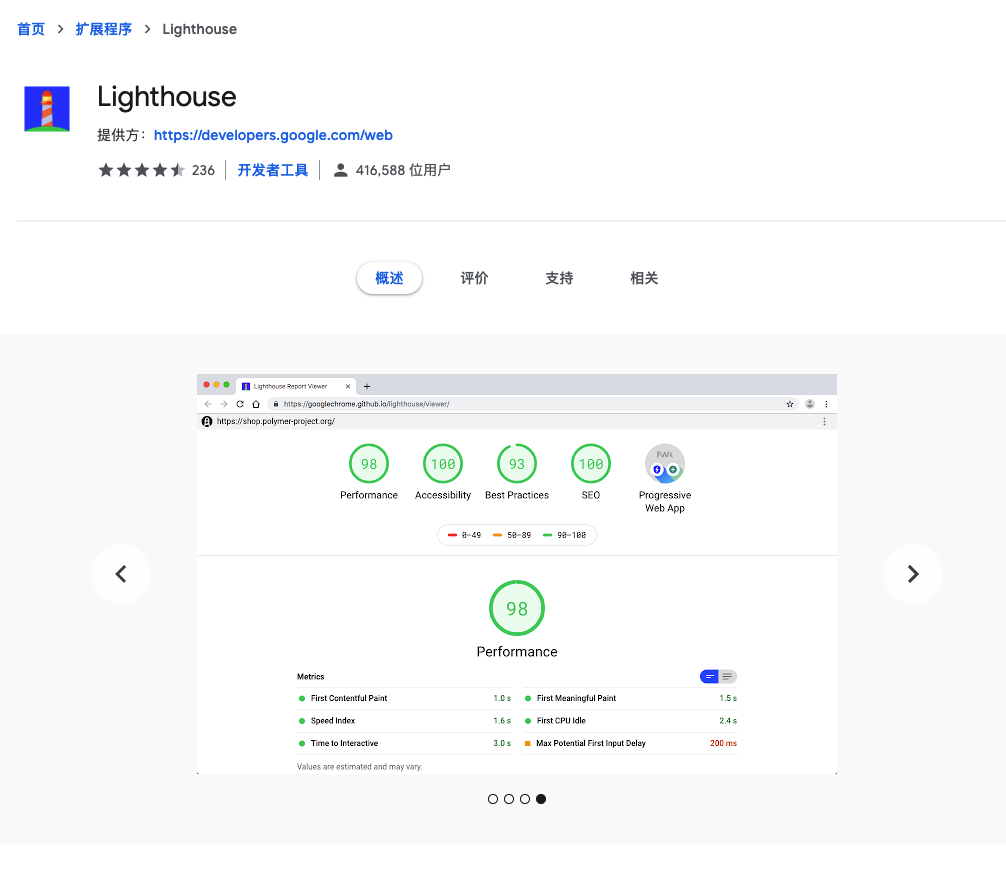 首页 > 扩展程序 > Lighthouse
Lighthouse
提供方： https://developers.google.com/web
236 开发者工具 416,588 位用户
概述 评价 支持 相关
Lighthouse Report Viewer × +
https://googlechrome.github.io/lighthouse/viewer/
https://shop.polymer-project.org/
98 100 93 100 PWA
Performance Accessibility Best Practices SEO Progressive
Web App
0–49 50–89 90–100
98
Performance
Metrics
First Contentful Paint 1.0 s First Meaningful Paint 1.5 s
Speed Index 1.6 s First CPU Idle 2.4 s
Time to Interactive 3.0 s Max Potential First Input Delay 200 ms
Values are estimated and may vary.